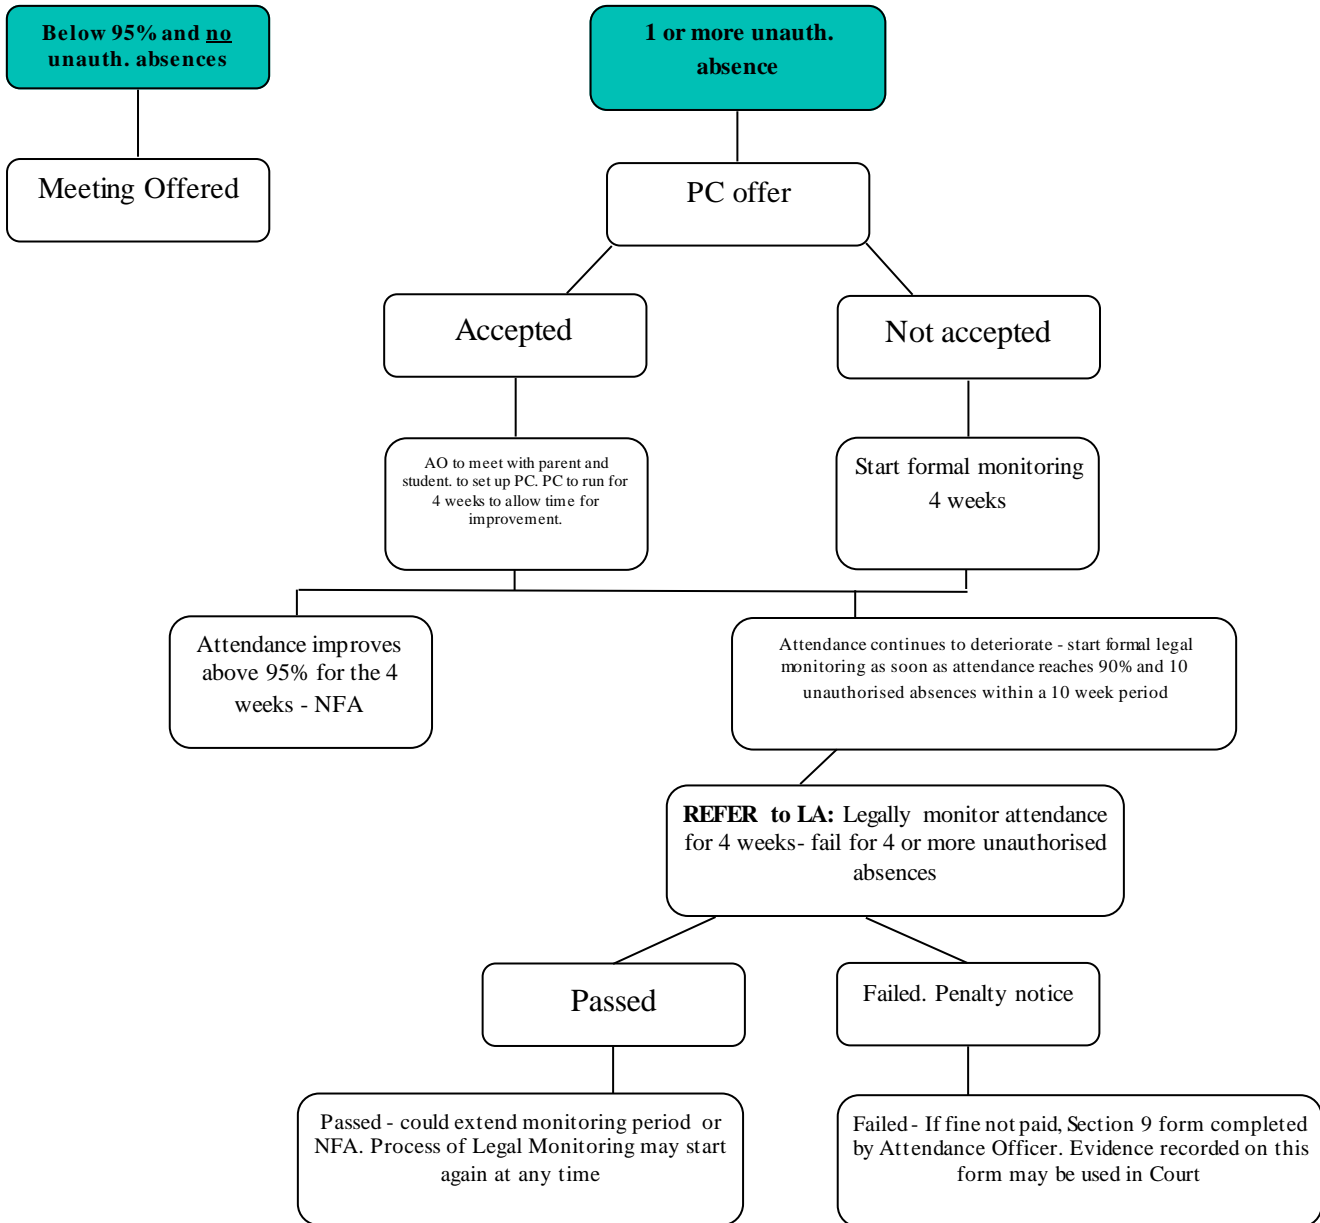 Below 95% and no
unauth. absences
1 or more unauth.
absence
Meeting Offered
PC offer
Accepted
Not accepted
AO to meet with parent and
student. to set up PC. PC to run for
4 weeks to allow time for
improvement.
Start formal monitoring
4 weeks
Attendance improves
above 95% for the 4
weeks - NFA
Attendance continues to deteriorate - start formal legal
monitoring as soon as attendance reaches 90% and 10
unauthorised absences within a 10 week period
REFER to LA: Legally monitor attendance
for 4 weeks- fail for 4 or more unauthorised
absences
Passed
Failed. Penalty notice
Passed - could extend monitoring period or
NFA. Process of Legal Monitoring may start
again at any time
Failed - If fine not paid, Section 9 form completed
by Attendance Officer. Evidence recorded on this
form may be used in Court